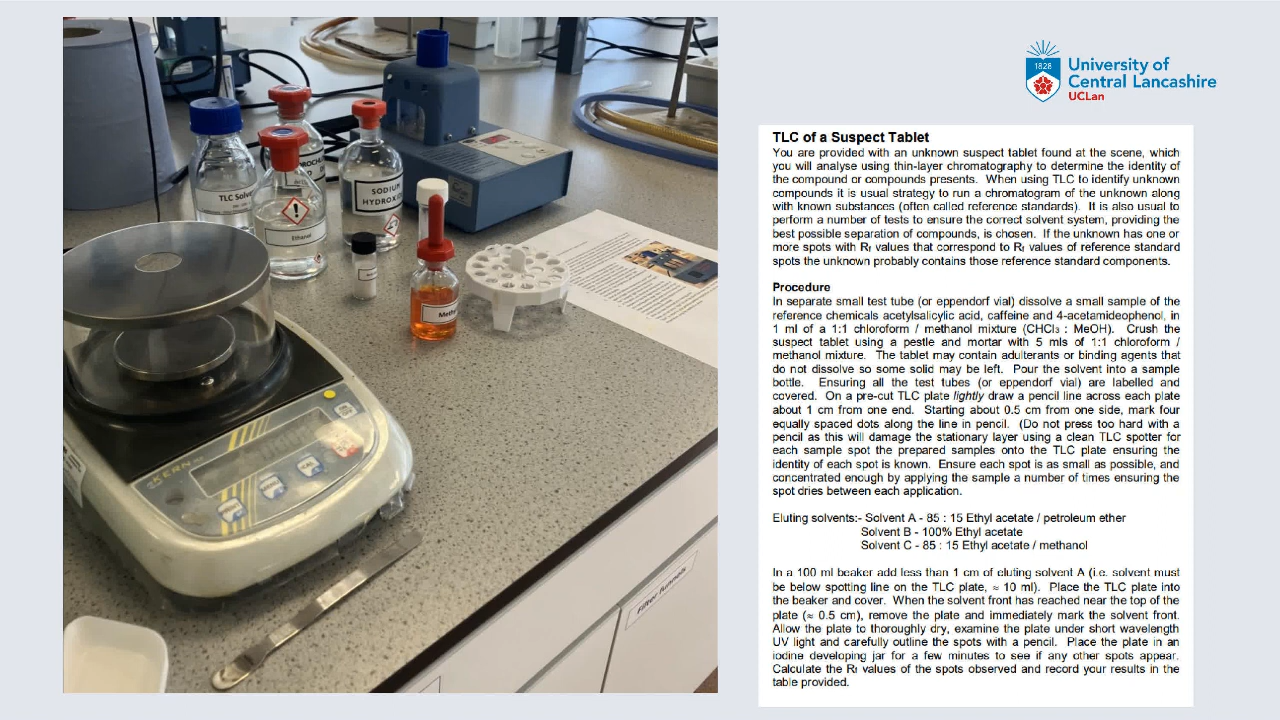 1828
University of
Central Lancashire
UCLan
TLC Solv
Ethanol
SODIUM
HYDROXI
Meth
KERN
Filter funnels
TLC of a Suspect Tablet
You are provided with an unknown suspect tablet found at the scene, which
you will analyse using thin-layer chromatography to determine the identity of
the compound or compounds presents. When using TLC to identify unknown
compounds it is usual strategy to run a chromatogram of the unknown along
with known substances (often called reference standards). It is also usual to
perform a number of tests to ensure the correct solvent system, providing the
best possible separation of compounds, is chosen. If the unknown has one or
more spots with Rf values that correspond to Rf values of reference standard
spots the unknown probably contains those reference standard components.
Procedure
In separate small test tube (or eppendorf vial) dissolve a small sample of the
reference chemicals acetylsalicylic acid, caffeine and 4-acetamideophenol, in
1 ml of a 1:1 chloroform / methanol mixture (CHCl₃ : MeOH). Crush the
suspect tablet using a pestle and mortar with 5 mls of 1:1 chloroform /
methanol mixture. The tablet may contain adulterants or binding agents that
do not dissolve so some solid may be left. Pour the solvent into a sample
bottle. Ensuring all the test tubes (or eppendorf vial) are labelled and
covered. On a pre-cut TLC plate lightly draw a pencil line across each plate
about 1 cm from one end. Starting about 0.5 cm from one side, mark four
equally spaced dots along the line in pencil. (Do not press too hard with a
pencil as this will damage the stationary layer using a clean TLC spotter for
each sample spot the prepared samples onto the TLC plate ensuring the
identity of each spot is known. Ensure each spot is as small as possible, and
concentrated enough by applying the sample a number of times ensuring the
spot dries between each application.
Eluting solvents:- Solvent A - 85 : 15 Ethyl acetate / petroleum ether
Solvent B - 100% Ethyl acetate
Solvent C - 85 : 15 Ethyl acetate / methanol
In a 100 ml beaker add less than 1 cm of eluting solvent A (i.e. solvent must
be below spotting line on the TLC plate, ≈ 10 ml). Place the TLC plate into
the beaker and cover. When the solvent front has reached near the top of the
plate (≈ 0.5 cm), remove the plate and immediately mark the solvent front.
Allow the plate to thoroughly dry, examine the plate under short wavelength
UV light and carefully outline the spots with a pencil. Place the plate in an
iodine developing jar for a few minutes to see if any other spots appear.
Calculate the Rf values of the spots observed and record your results in the
table provided.